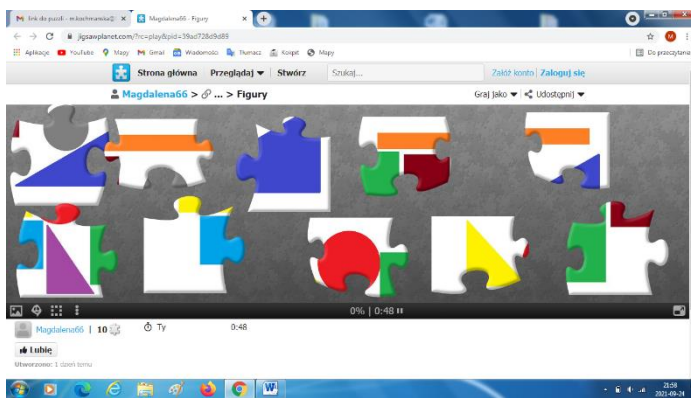 link do puzzli - m.kochmanska@
Magdalena66 - Figury
jigsawplanet.com/?rc=play&pid=39ad728d9d89
M
Aplikacje YouTube Mapy Gmail Wiadomości Tłumacz Kokpit Mapy
Do przeczytania
Strona główna Przeglądaj Stwórz Szukaj... Załóż konto | Zaloguj się
Magdalena66 > ... > Figury Graj jako Udostępnij
0% | 0:48
Magdalena66 | 10 Ty 0:48
Lubię
Utworzono: 1 dzień temu
21:58
2021-09-24